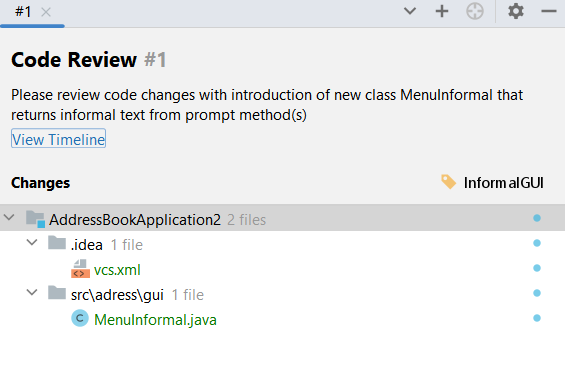 #1
Code Review #1
Please review code changes with introduction of new class MenuInformal that
returns informal text from prompt method(s)
View Timeline
Changes InformalGUI
AddressBookApplication2 2 files
.idea 1 file
vcs.xml
src\adress\gui 1 file
C MenuInformal.java